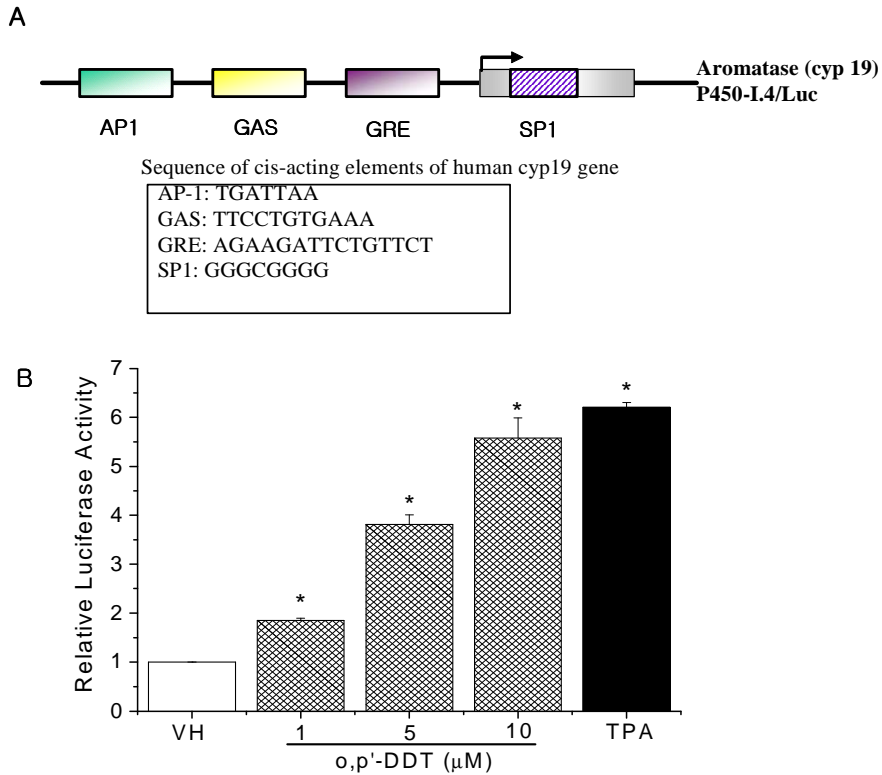 A
Aromatase (cyp 19)
P450-I.4/Luc
AP1 GAS GRE SP1
Sequence of cis-acting elements of human cyp19 gene
AP-1: TGATTAA
GAS: TTCCTGTGAAA
GRE: AGAAGATTCTGTTCT
SP1: GGGCGGGG
B
Relative Luciferase Activity
7
6
5
4
3
2
1
0
* * * *
VH 1 5 10 TPA
o,p'-DDT (μM)